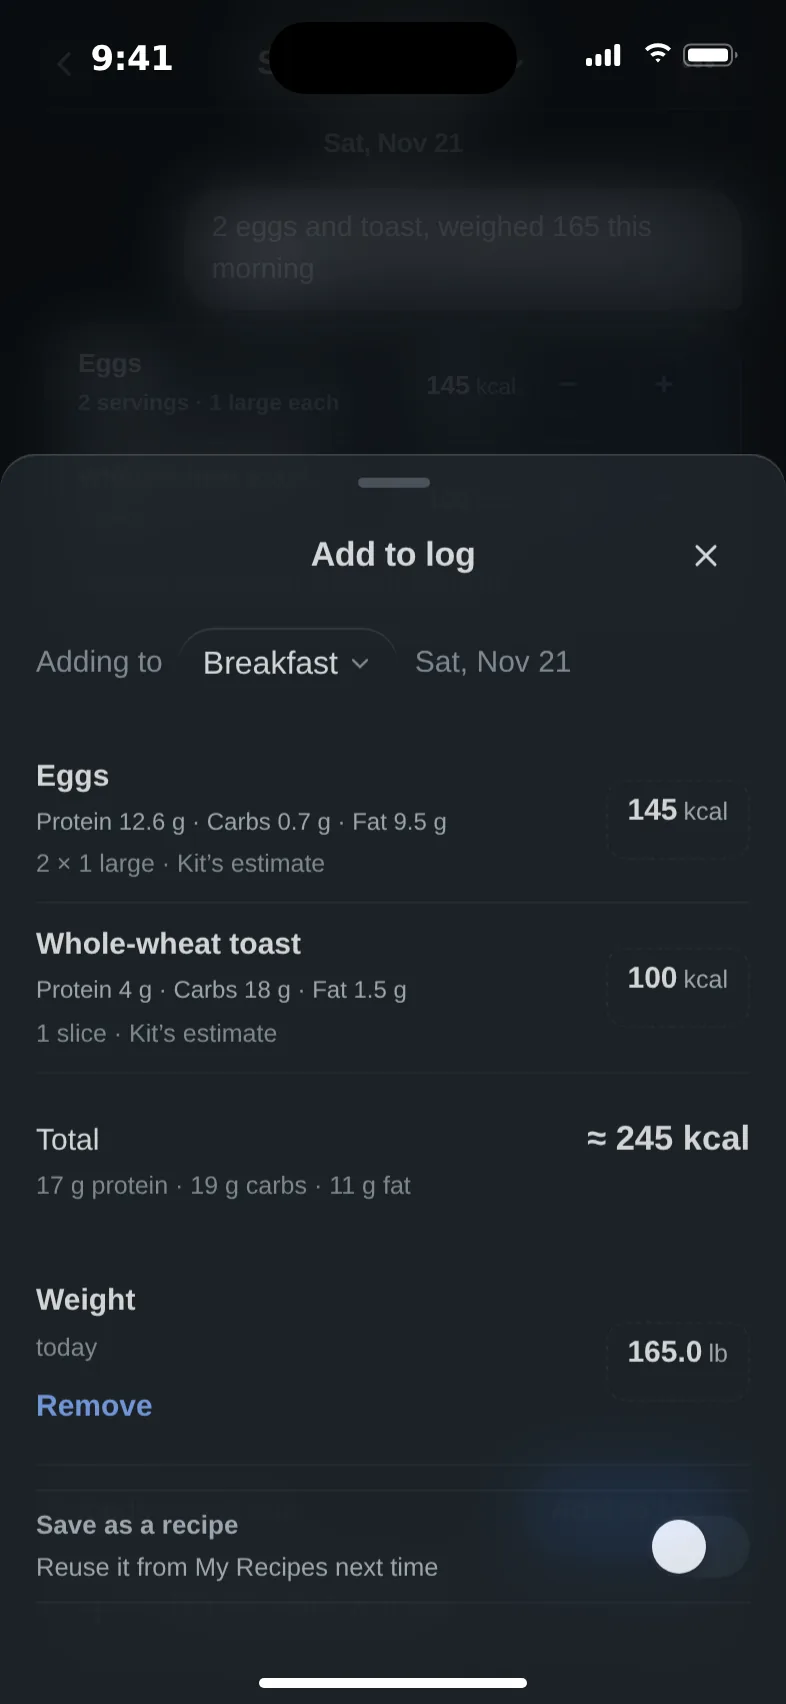 9:41
Sat, Nov 21
2 eggs and toast, weighed 165 this
morning
Eggs
2 servings · 1 large each
145 kcal − +
Add to log
Adding to Breakfast Sat, Nov 21
Eggs
Protein 12.6 g · Carbs 0.7 g · Fat 9.5 g
2 × 1 large · Kit's estimate
145 kcal
Whole-wheat toast
Protein 4 g · Carbs 18 g · Fat 1.5 g
1 slice · Kit's estimate
100 kcal
Total
≈ 245 kcal
17 g protein · 19 g carbs · 11 g fat
Weight
today
165.0 lb
Remove
Save as a recipe
Reuse it from My Recipes next time